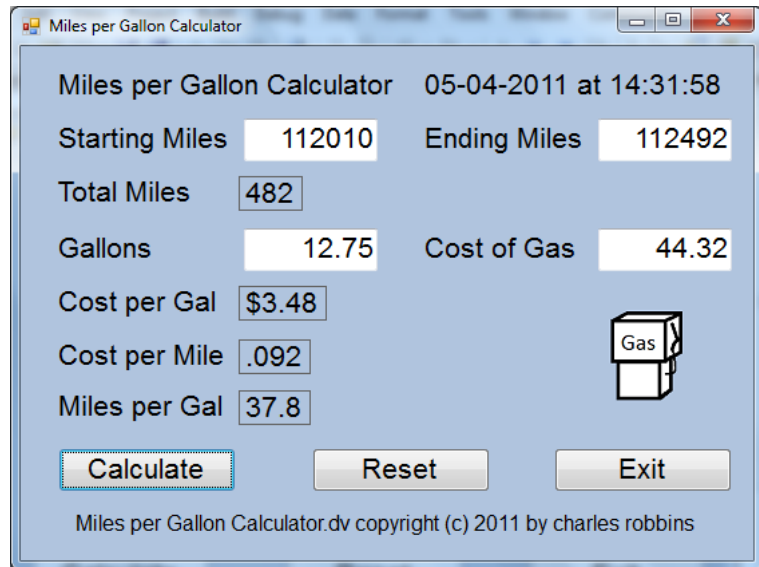 Miles per Gallon Calculator
Miles per Gallon Calculator 05-04-2011 at 14:31:58
Starting Miles 112010 Ending Miles 112492
Total Miles 482
Gallons 12.75 Cost of Gas 44.32
Cost per Gal $3.48
Gas
Cost per Mile .092
Miles per Gal 37.8
Calculate Reset Exit
Miles per Gallon Calculator.dv copyright (c) 2011 by charles robbins